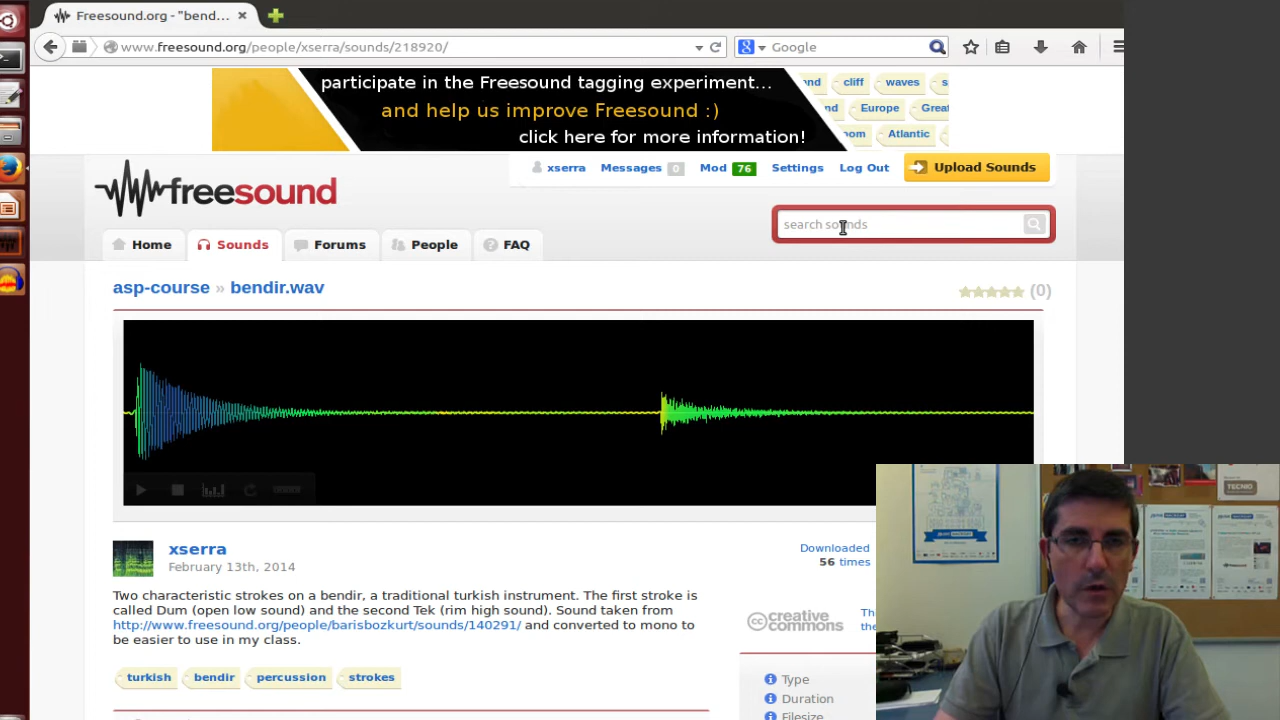 Freesound.org - "bend...
www.freesound.org/people/xserra/sounds/218920/
Google
participate in the Freesound tagging experiment...
and help us improve Freesound :)
click here for more information!
cliff waves
Europe
Atlantic
xserra Messages 0 Mod 76 Settings Log Out Upload Sounds
freesound
search sounds
Home Sounds Forums People FAQ
asp-course » bendir.wav
(0)
xserra
February 13th, 2014
Downloaded
56 times
Two characteristic strokes on a bendir, a traditional turkish instrument. The first stroke is
called Dum (open low sound) and the second Tek (rim high sound). Sound taken from
http://www.freesound.org/people/barisbozkurt/sounds/140291/ and converted to mono to
be easier to use in my class.
cc creative
commons
turkish bendir percussion strokes
Type
Duration
Filesize
TECNIO